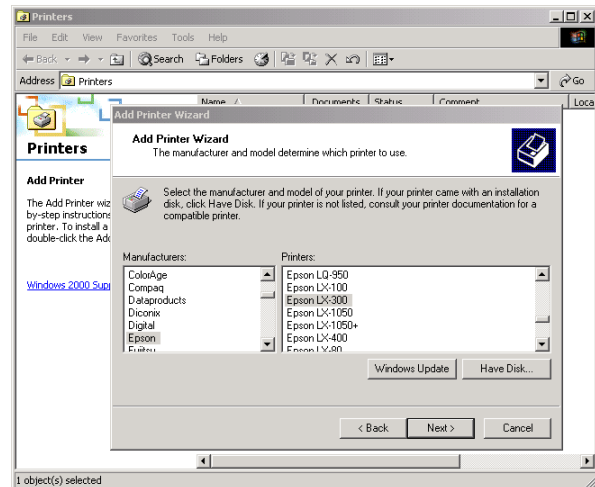 Printers
File Edit View Favorites Tools Help
Back Search Folders
Address Printers Go
Name Documents Status Comment Loca
Add Printer Wizard
Add Printer Wizard
The manufacturer and model determine which printer to use.
Printers
Select the manufacturer and model of your printer. If your printer came with an installation
disk, click Have Disk. If your printer is not listed, consult your printer documentation for a
compatible printer.
Add Printer
The Add Printer wiz
by-step instructions
printer. To install a
double-click the Add
Windows 2000 Supp
Manufacturers:
ColorAge
Compaq
Dataproducts
Diconix
Digital
Epson
Fujitsu
Printers:
Epson LQ-950
Epson LX-100
Epson LX-300
Epson LX-1050
Epson LX-1050+
Epson LX-400
Epson LX-80
Windows Update Have Disk...
< Back Next > Cancel
1 object(s) selected